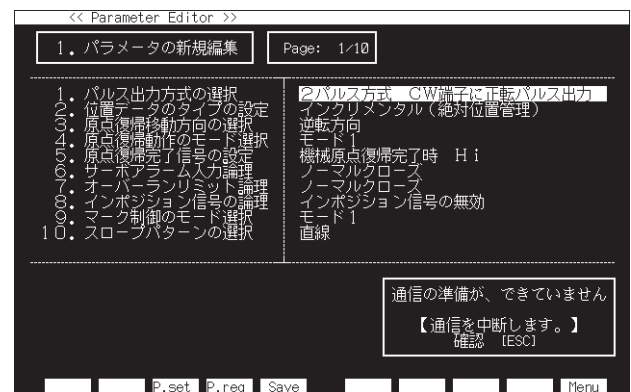 << Parameter Editor >>
1. パラメータの新規編集
Page: 1/10
1. パルス出力方式の選択 2パルス方式 CW端子に正転パルス出力
2. 位置データのタイプの設定 インクリメンタル(絶対位置管理)
3. 原点復帰移動方向の選択 逆転方向
4. 原点復帰動作のモード選択 モード1
5. 原点復帰完了信号の設定 機械原点復帰完了時 Hi
6. サーボアラーム入力論理 ノーマルクローズ
7. オーバーランリミット論理 ノーマルクローズ
8. インポジション信号の論理 インポジション信号の無効
9. マーク制御のモード選択 モード1
10. スロープパターンの選択 直線
通信の準備が、できていません
【通信を中断します。】
確認 [ESC]
P.set P.req Save Menu